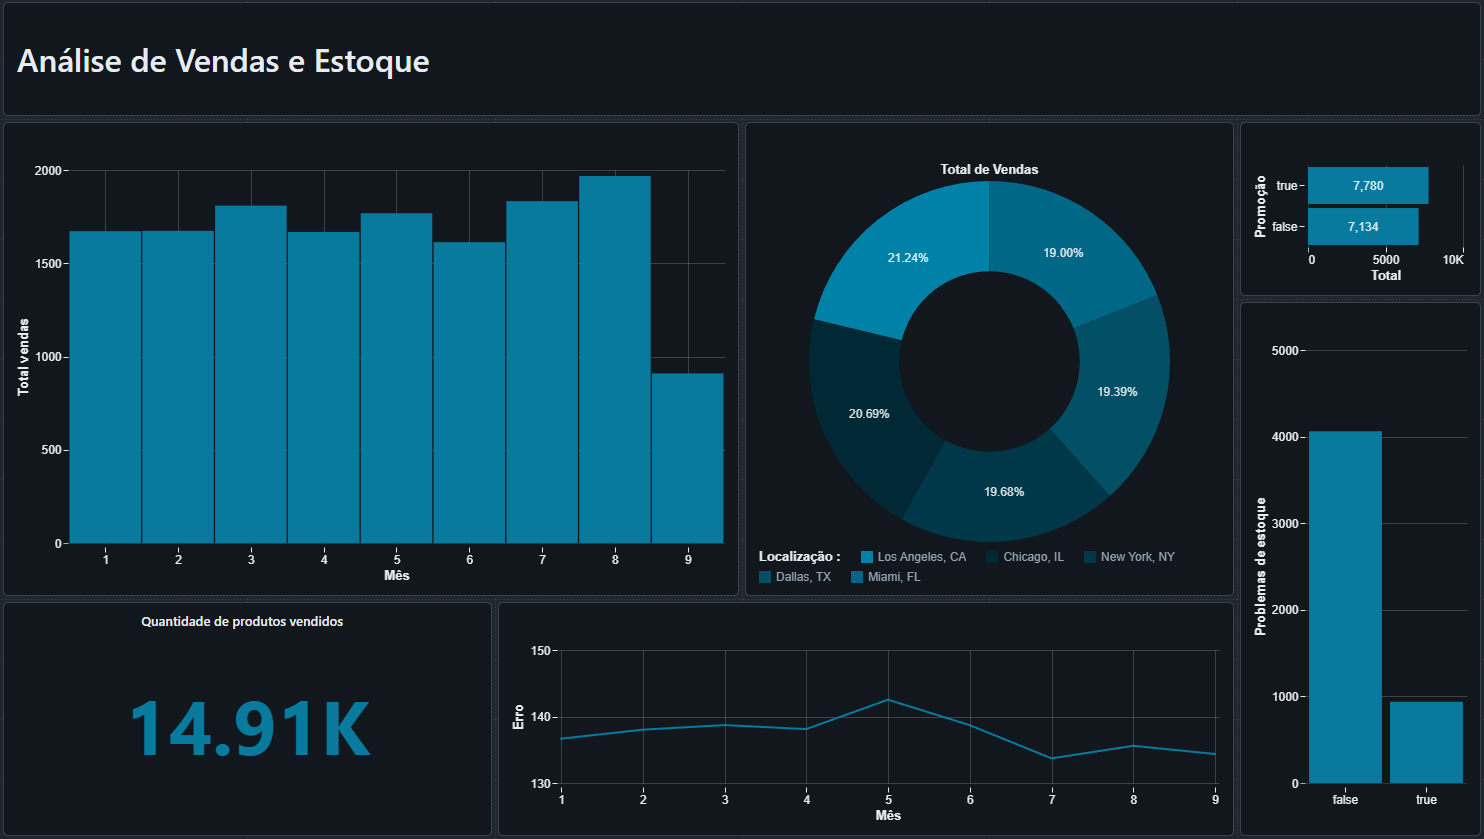 Análise de Vendas e Estoque
2000
1500
1000
500
0
Total vendas
1 2 3 4 5 6 7 8 9
Mês
Total de Vendas
21.24%
19.00%
20.69%
19.39%
19.68%
Localização :
Los Angeles, CA
Chicago, IL
New York, NY
Dallas, TX
Miami, FL
Promoção
true
7,780
false
7,134
0 5000 10K
Total
5000
4000
3000
2000
1000
0
Problemas de estoque
false true
Quantidade de produtos vendidos
14.91K
150
140
130
Erro
1 2 3 4 5 6 7 8 9
Mês